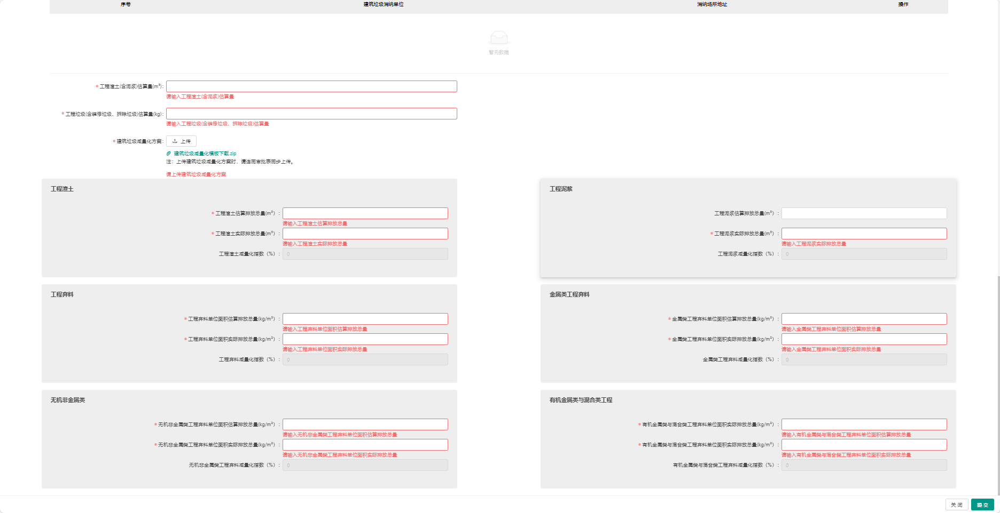 序号 建筑垃圾消纳单位 消纳场所地址 操作
暂无数据
* 工程渣土(含泥浆)估算量(m³):
请输入工程渣土(含泥浆)估算量
* 工程垃圾(含装修垃圾、拆除垃圾)估算量(kg):
请输入工程垃圾(含装修垃圾、拆除垃圾)估算量
* 建筑垃圾减量化方案: 上传
建筑垃圾减量化模板下载.zip
注：上传建筑垃圾减量化方案时，请连同审批表同步上传。
请上传建筑垃圾减量化方案
工程渣土
* 工程渣土估算排放总量(m³) :
请输入工程渣土估算排放总量
* 工程渣土实际排放总量(m³) :
请输入工程渣土实际排放总量
工程渣土减量化指数（%） : 0
工程泥浆
工程泥浆估算排放总量(m³) :
* 工程泥浆实际排放总量(m³) :
请输入工程泥浆实际排放总量
工程泥浆减量化指数（%） : 0
工程弃料
* 工程弃料单位面积估算排放总量(kg/m²) :
请输入工程弃料单位面积估算排放总量
* 工程弃料单位面积实际排放总量(kg/m²) :
请输入工程弃料单位面积实际排放总量
工程弃料减量化指数（%） : 0
金属类工程弃料
* 金属类工程弃料单位面积估算排放总量(kg/m²) :
请输入金属类工程弃料单位面积估算排放总量
* 金属类工程弃料单位面积实际排放总量(kg/m²) :
请输入金属类工程弃料单位面积实际排放总量
金属类工程弃料减量化指数（%） : 0
无机非金属类
* 无机非金属类工程弃料单位面积估算排放总量(kg/m²) :
请输入无机非金属类工程弃料单位面积估算排放总量
* 无机非金属类工程弃料单位面积实际排放总量(kg/m²) :
请输入无机非金属类工程弃料单位面积实际排放总量
无机非金属类工程弃料减量化指数（%） : 0
有机金属类与混合类工程
* 有机金属类与混合类工程弃料单位面积实际排放总量(kg/m²) :
请输入有机金属类与混合类工程弃料单位面积估算排放总量
* 有机金属类与混合类工程弃料单位面积实际排放总量(kg/m²) :
请输入有机金属类与混合类工程弃料单位面积实际排放总量
有机金属类与混合类工程弃料减量化指数（%） : 0
关 闭 提 交